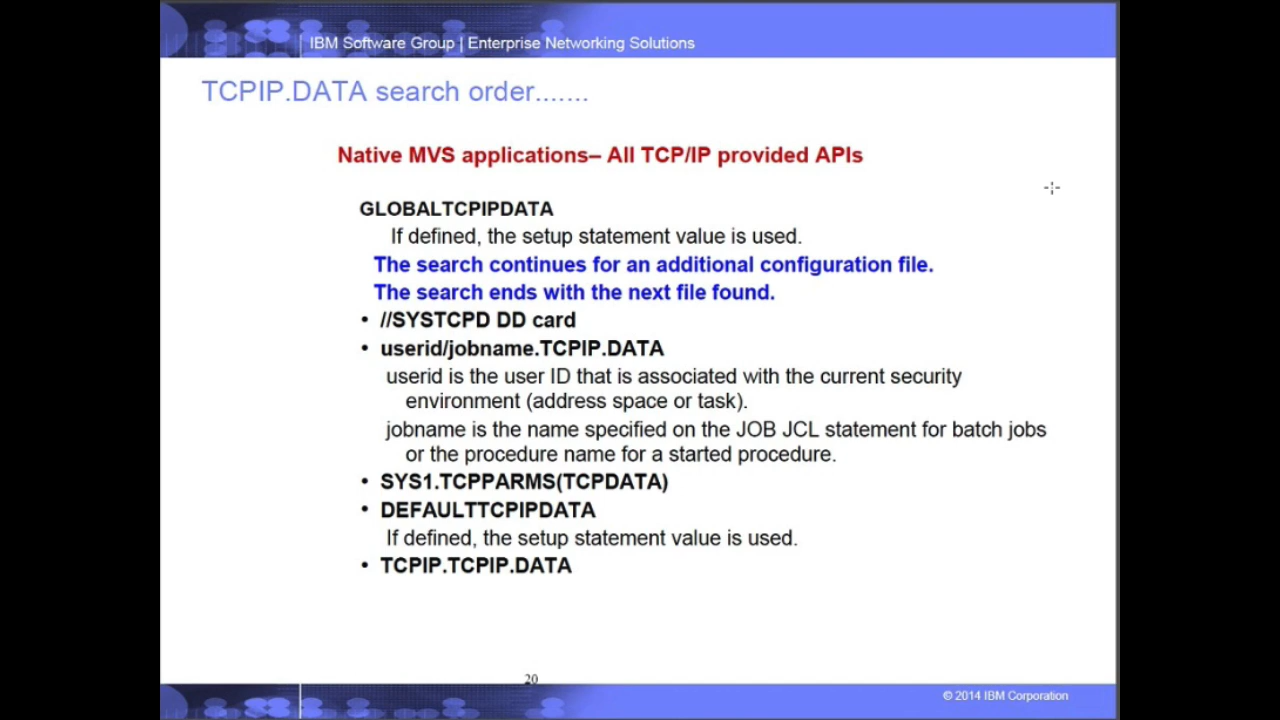 IBM Software Group | Enterprise Networking Solutions
TCPIP.DATA search order.......
Native MVS applications– All TCP/IP provided APIs
GLOBALTCPIPDATA
If defined, the setup statement value is used.
The search continues for an additional configuration file.
The search ends with the next file found.
• //SYSTCPD DD card
• userid/jobname.TCPIP.DATA
userid is the user ID that is associated with the current security
environment (address space or task).
jobname is the name specified on the JOB JCL statement for batch jobs
or the procedure name for a started procedure.
• SYS1.TCPPARMS(TCPDATA)
• DEFAULTTCPIPDATA
If defined, the setup statement value is used.
• TCPIP.TCPIP.DATA
20
© 2014 IBM Corporation